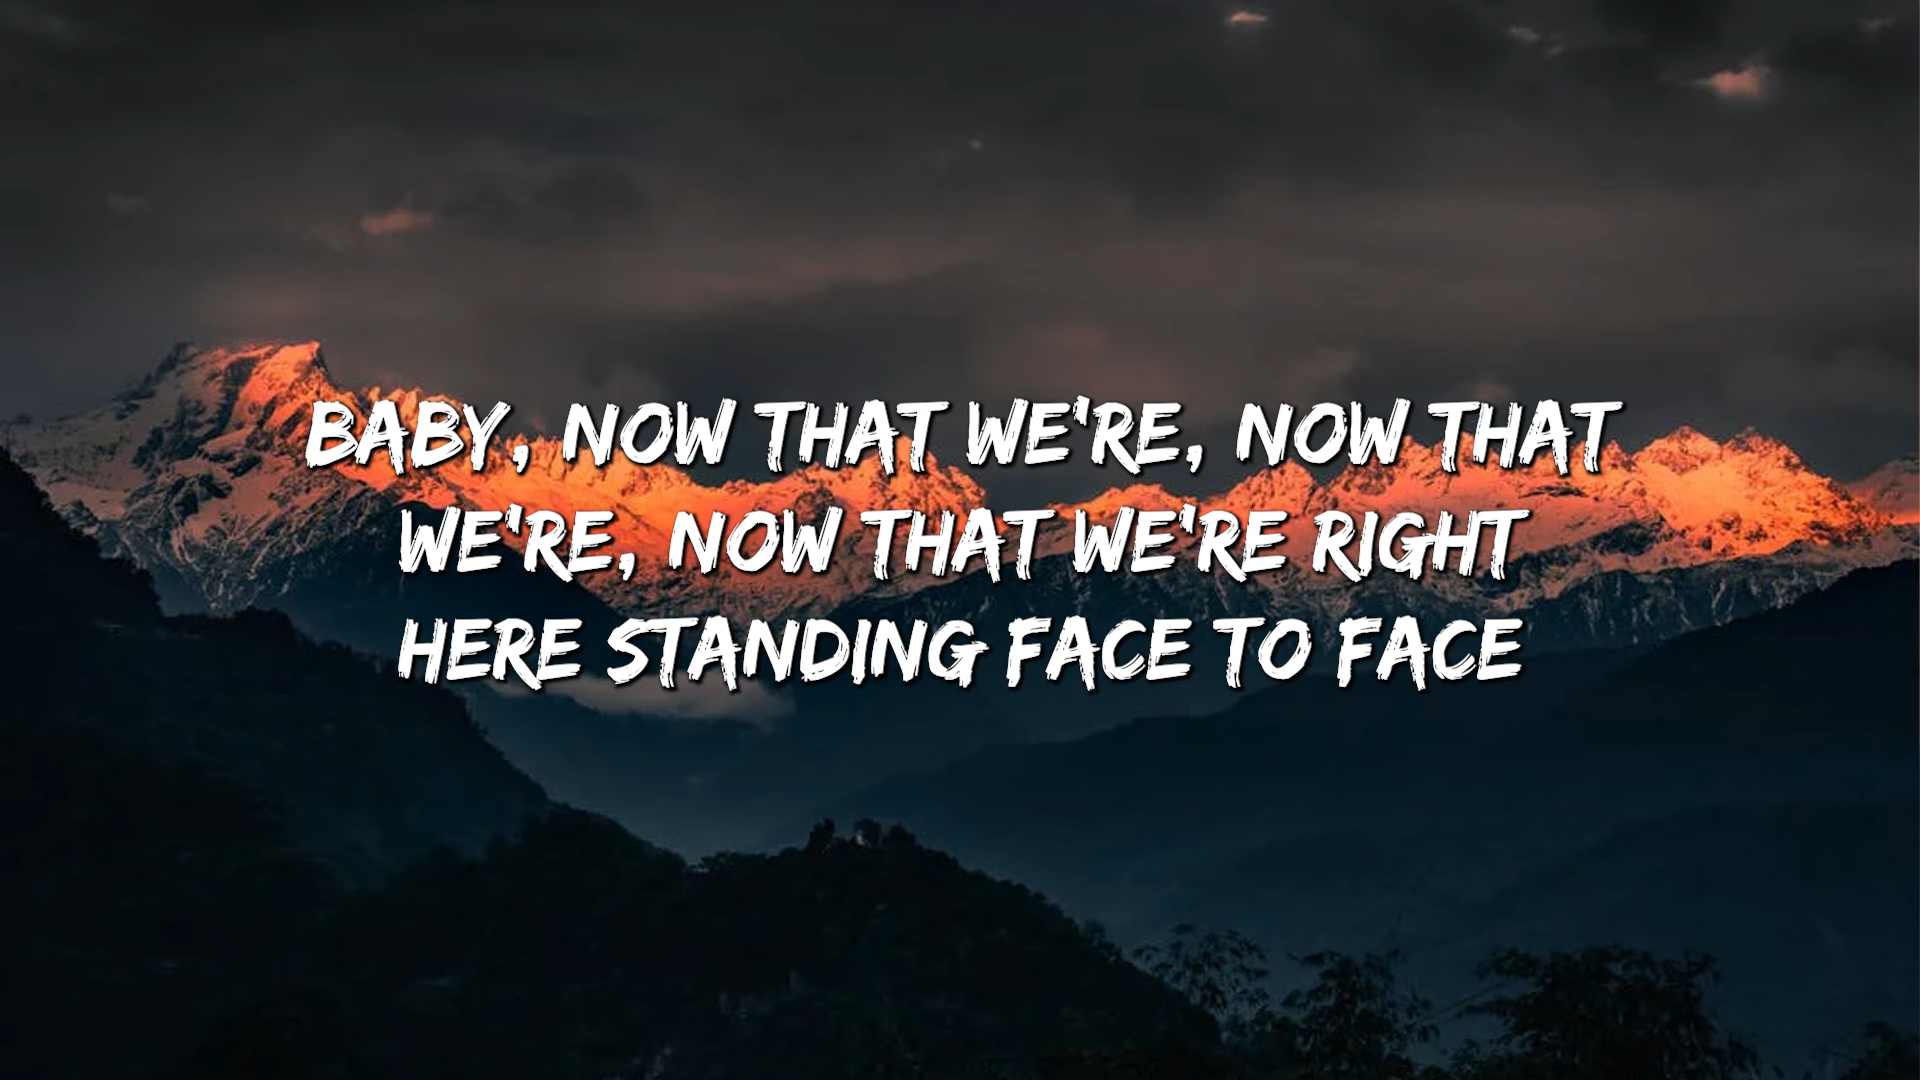 BABY, NOW THAT WE'RE, NOW THAT
WE'RE, NOW THAT WE'RE RIGHT
HERE STANDING FACE TO FACE